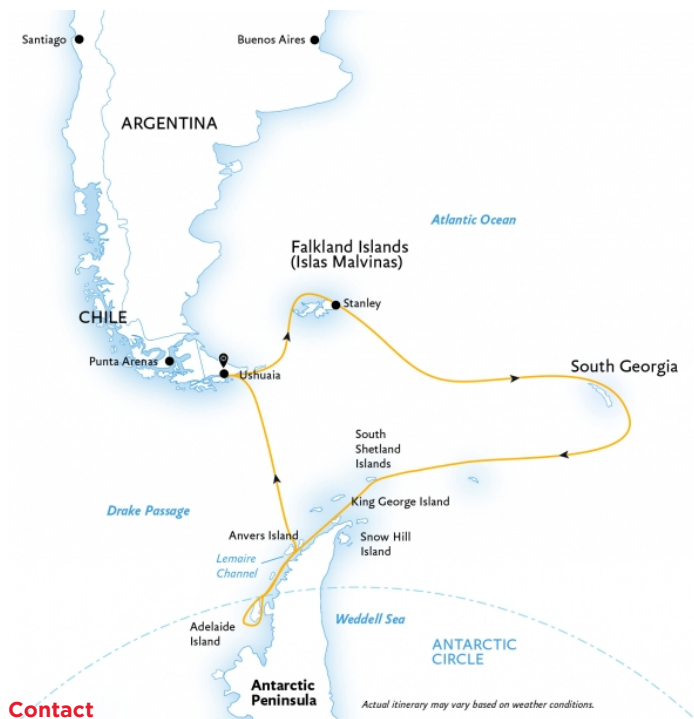 Santiago
Buenos Aires
ARGENTINA
Atlantic Ocean
Falkland Islands
(Islas Malvinas)
Stanley
CHILE
Punta Arenas
Ushuaia
South Georgia
South
Shetland
Islands
King George Island
Drake Passage
Anvers Island
Snow Hill
Island
Lemaire
Channel
Adelaide
Island
Weddell Sea
ANTARCTIC
CIRCLE
Antarctic
Peninsula
Actual itinerary may vary based on weather conditions.
Contact